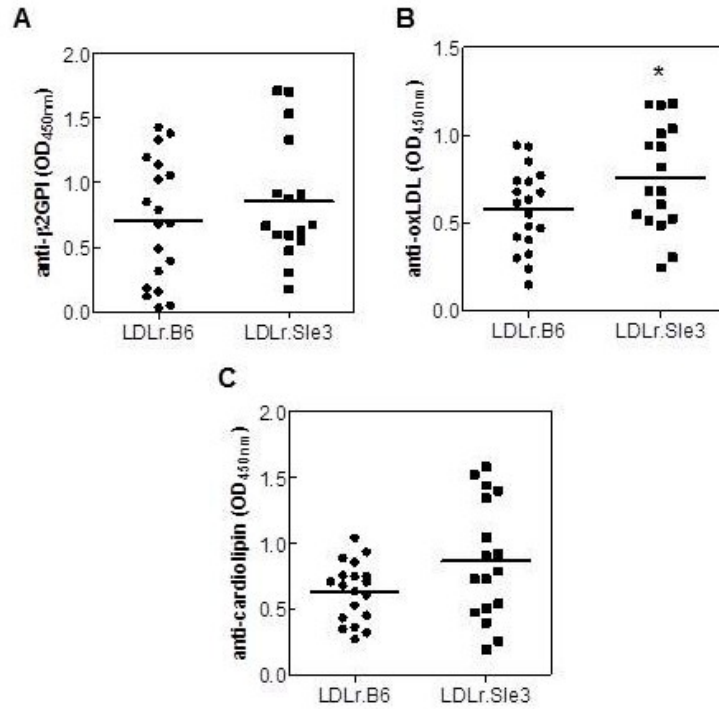 A
anti-β2GPI (OD450nm)
2.0
1.5
1.0
0.5
0.0
LDLr.B6 LDLr.Sle3
B
anti-oxLDL (OD450nm)
1.5
1.0
0.5
0.0
*
LDLr.B6 LDLr.Sle3
C
anti-cardiolipin (OD450nm)
2.0
1.5
1.0
0.5
0.0
LDLr.B6 LDLr.Sle3